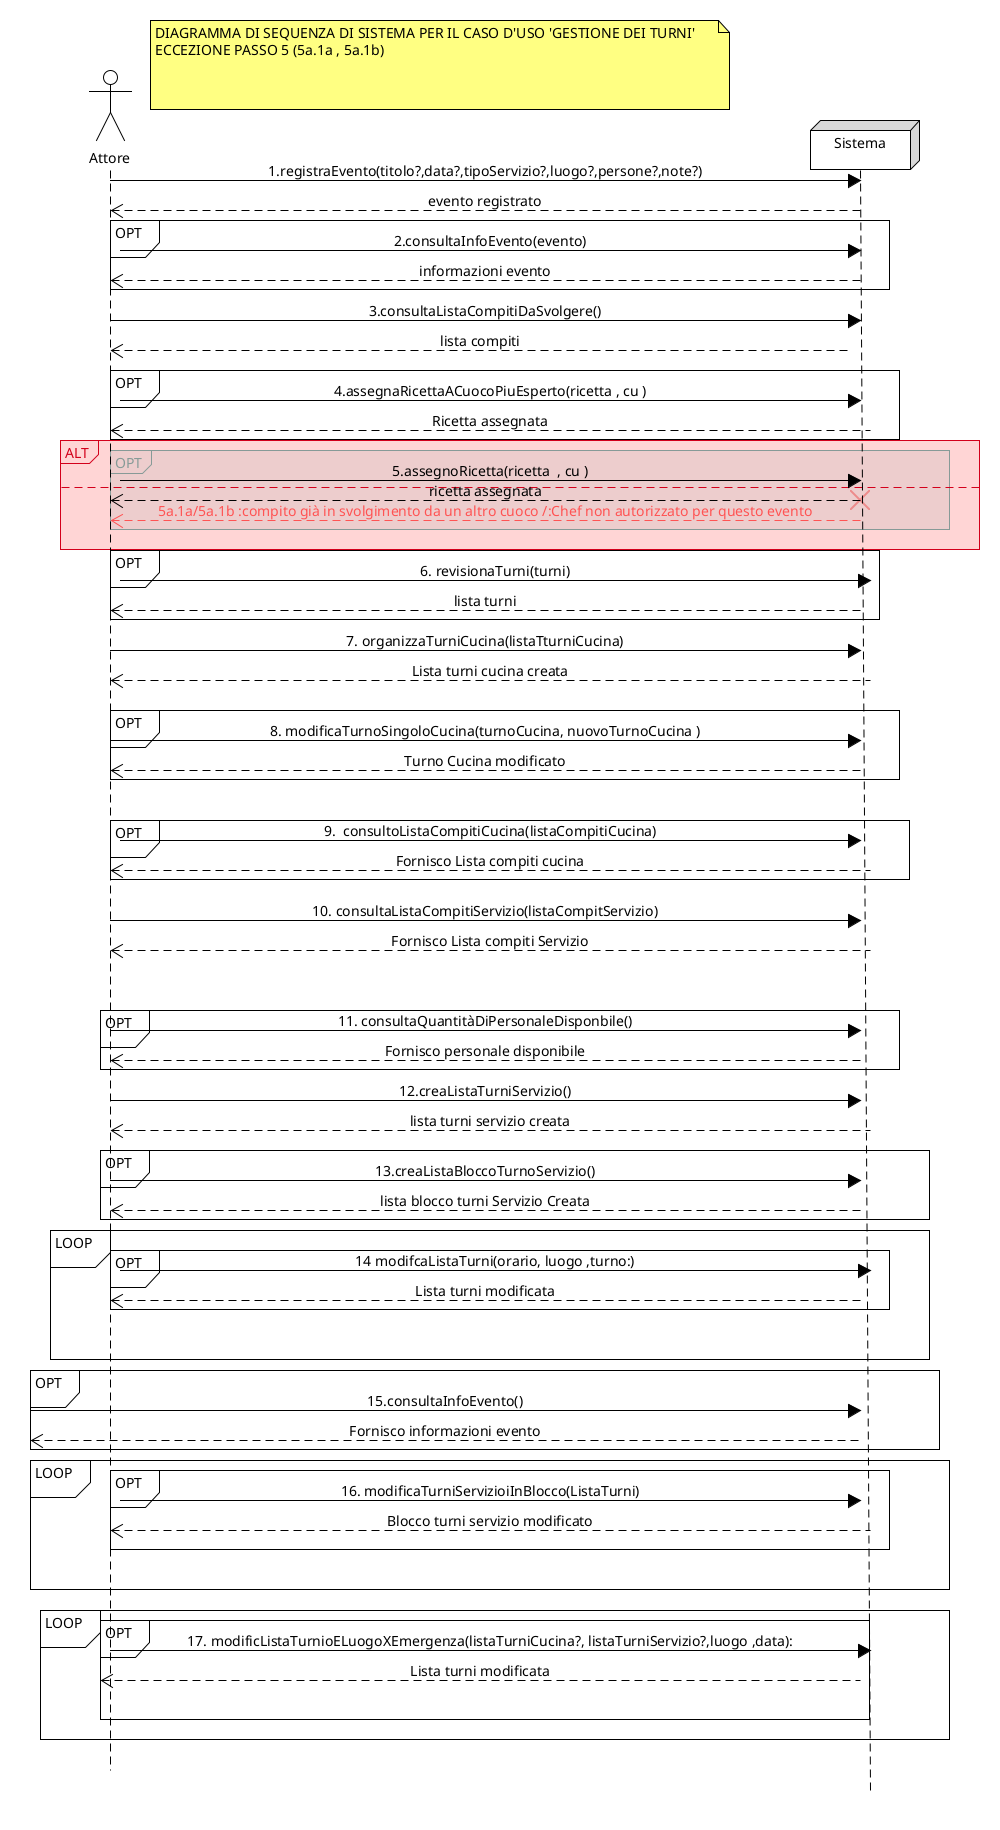 DIAGRAMMA DI SEQUENZA DI SISTEMA PER IL CASO D'USO 'GESTIONE DEI TURNI'
ECCEZIONE PASSO 5 (5a.1a , 5a.1b)
Attore
Sistema
1.registraEvento(titolo?,data?,tipoServizio?,luogo?,persone?,note?)
evento registrato
OPT
2.consultaInfoEvento(evento)
informazioni evento
3.consultaListaCompitiDaSvolgere()
lista compiti
OPT
4.assegnaRicettaACuocoPiuEsperto(ricetta , cu )
Ricetta assegnata
ALT
OPT
5.assegnoRicetta(ricetta  , cu )
ricetta assegnata
5a.1a/5a.1b :compito già in svolgimento da un altro cuoco /:Chef non autorizzato per questo evento
OPT
6. revisionaTurni(turni)
lista turni
7. organizzaTurniCucina(listaTturniCucina)
Lista turni cucina creata
OPT
8. modificaTurnoSingoloCucina(turnoCucina, nuovoTurnoCucina )
Turno Cucina modificato
OPT
9.  consultoListaCompitiCucina(listaCompitiCucina)
Fornisco Lista compiti cucina
10. consultaListaCompitiServizio(listaCompitServizio)
Fornisco Lista compiti Servizio
OPT
11. consultaQuantitàDiPersonaleDisponbile()
Fornisco personale disponibile
12.creaListaTurniServizio()
lista turni servizio creata
OPT
13.creaListaBloccoTurnoServizio()
lista blocco turni Servizio Creata
LOOP
OPT
14 modifcaListaTurni(orario, luogo ,turno:)
Lista turni modificata
OPT
15.consultaInfoEvento()
Fornisco informazioni evento
LOOP
OPT
16. modificaTurniServizioiInBlocco(ListaTurni)
Blocco turni servizio modificato
LOOP
OPT
17. modificListaTurnioELuogoXEmergenza(listaTurniCucina?, listaTurniServizio?,luogo ,data):
Lista turni modificata